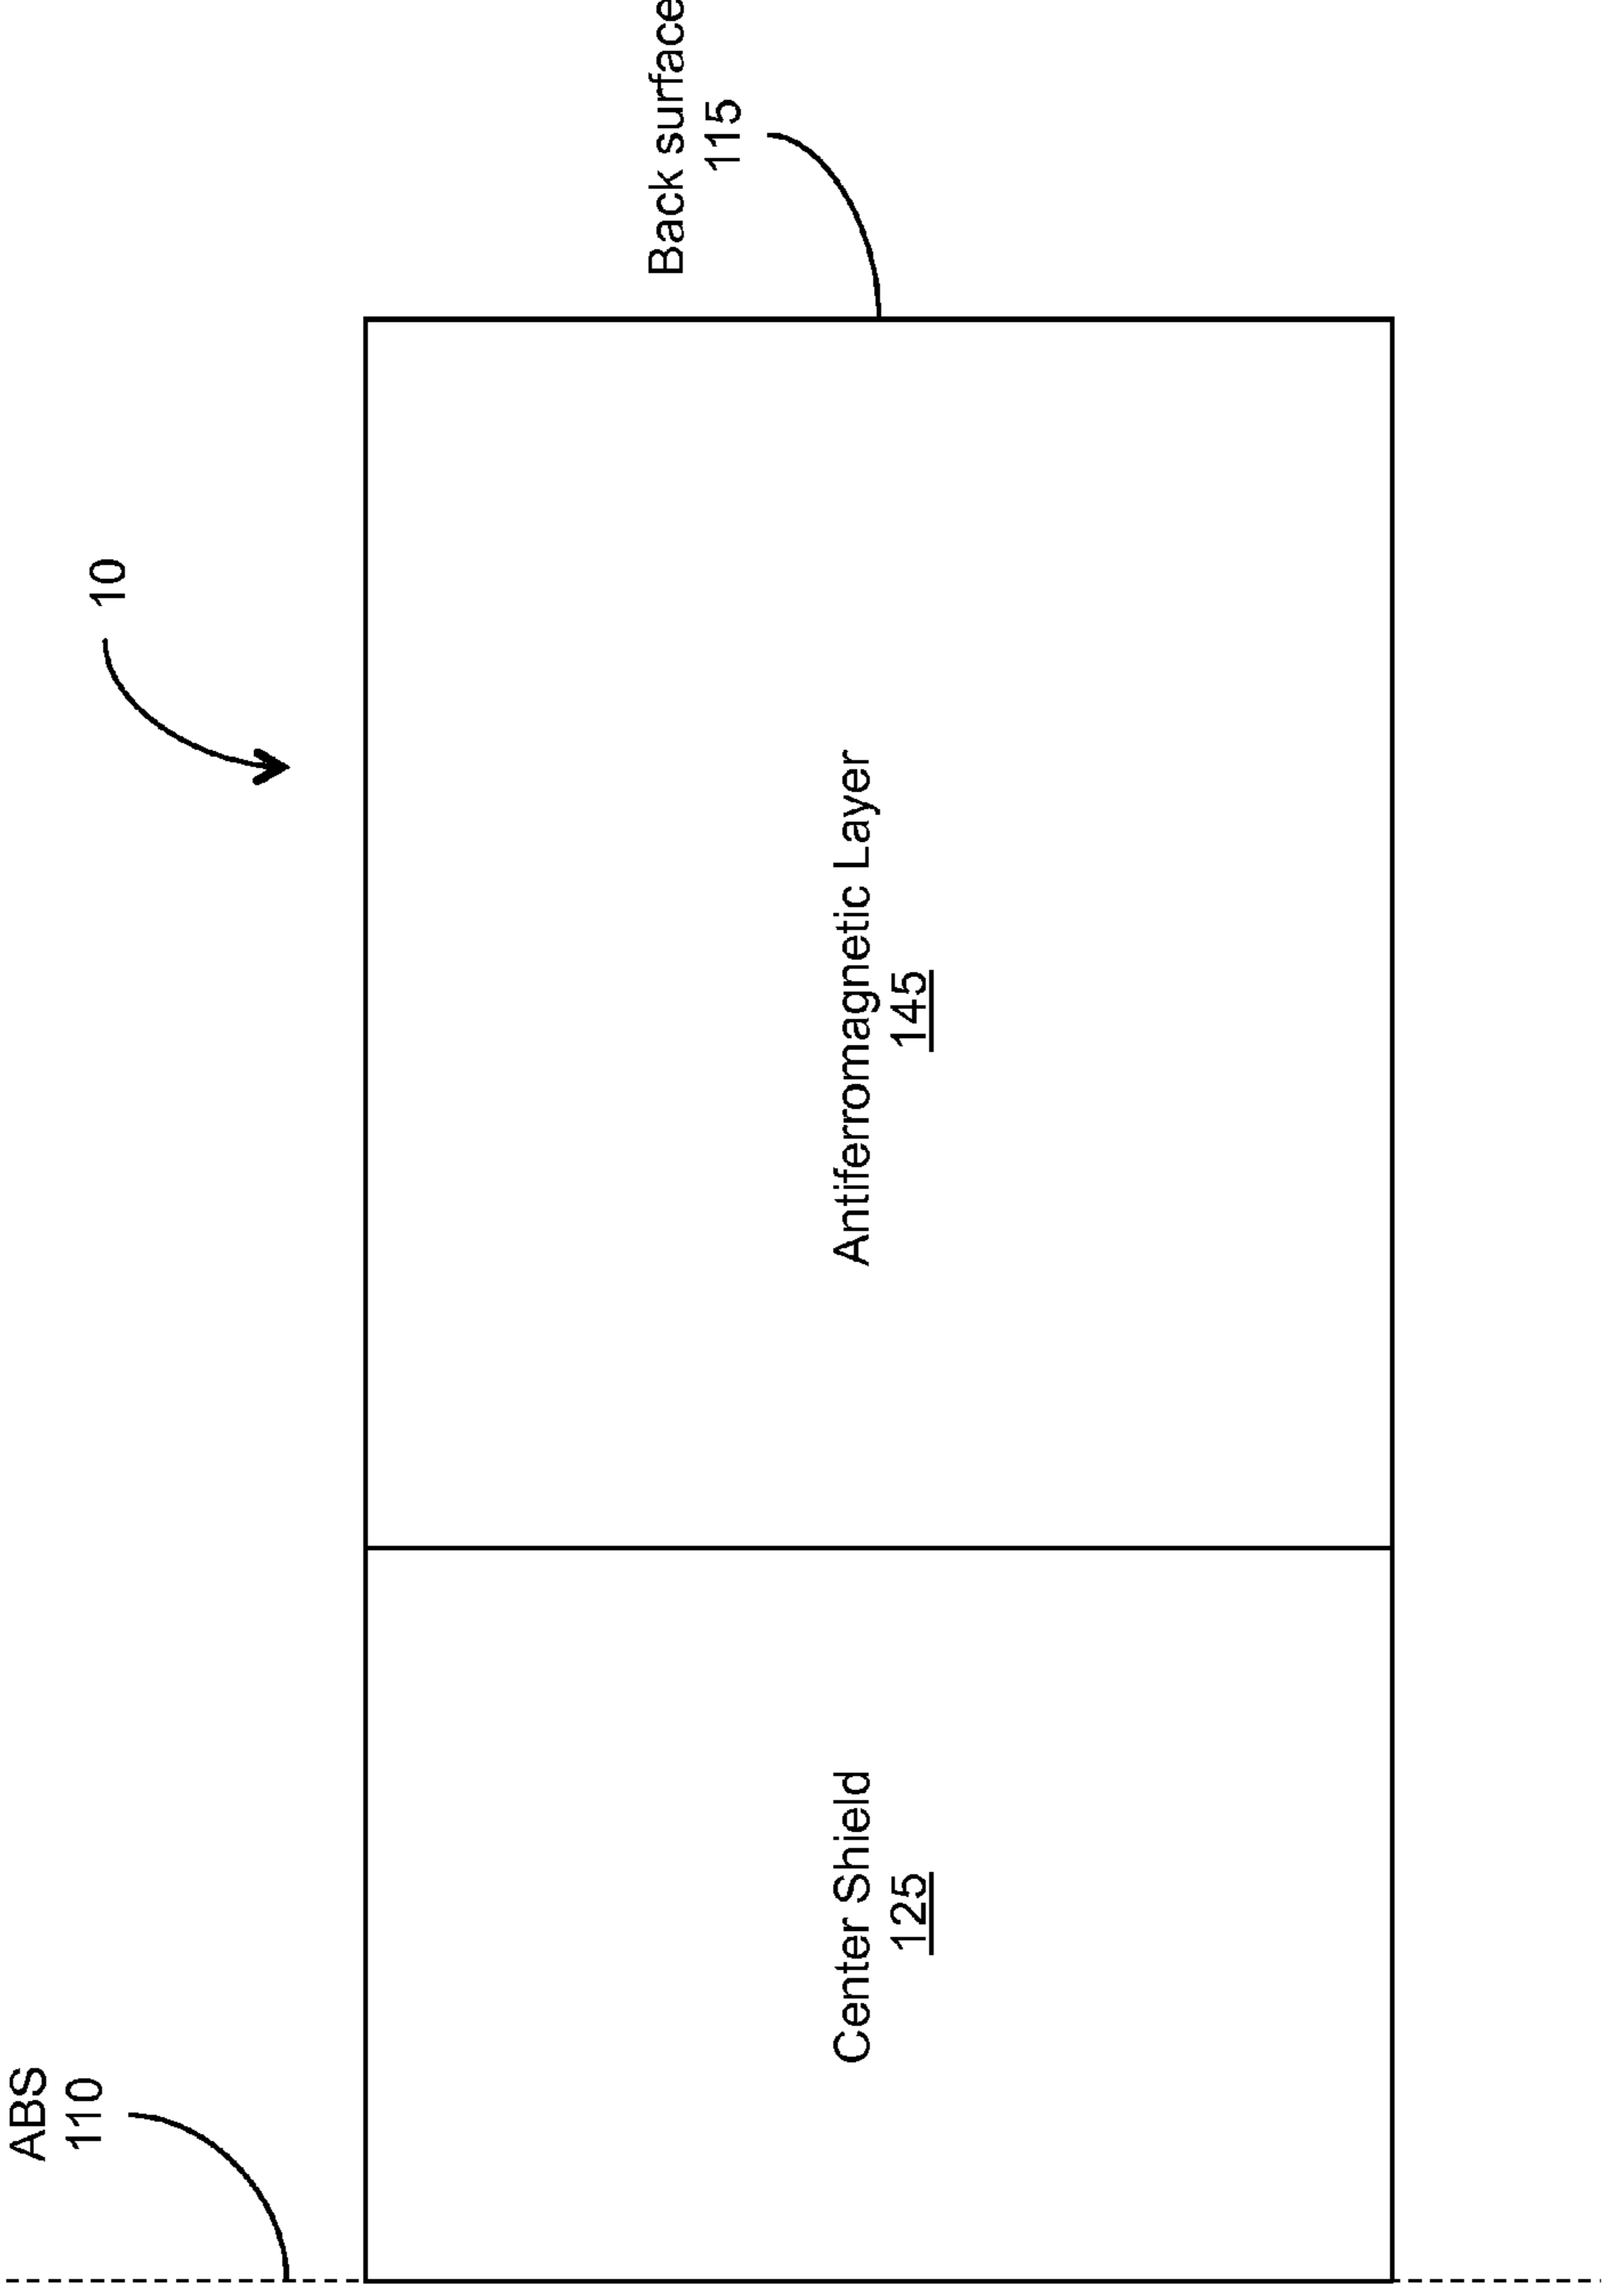 ABS
110
10
Back surface
115
Center Shield
125
Antiferromagnetic Layer
145